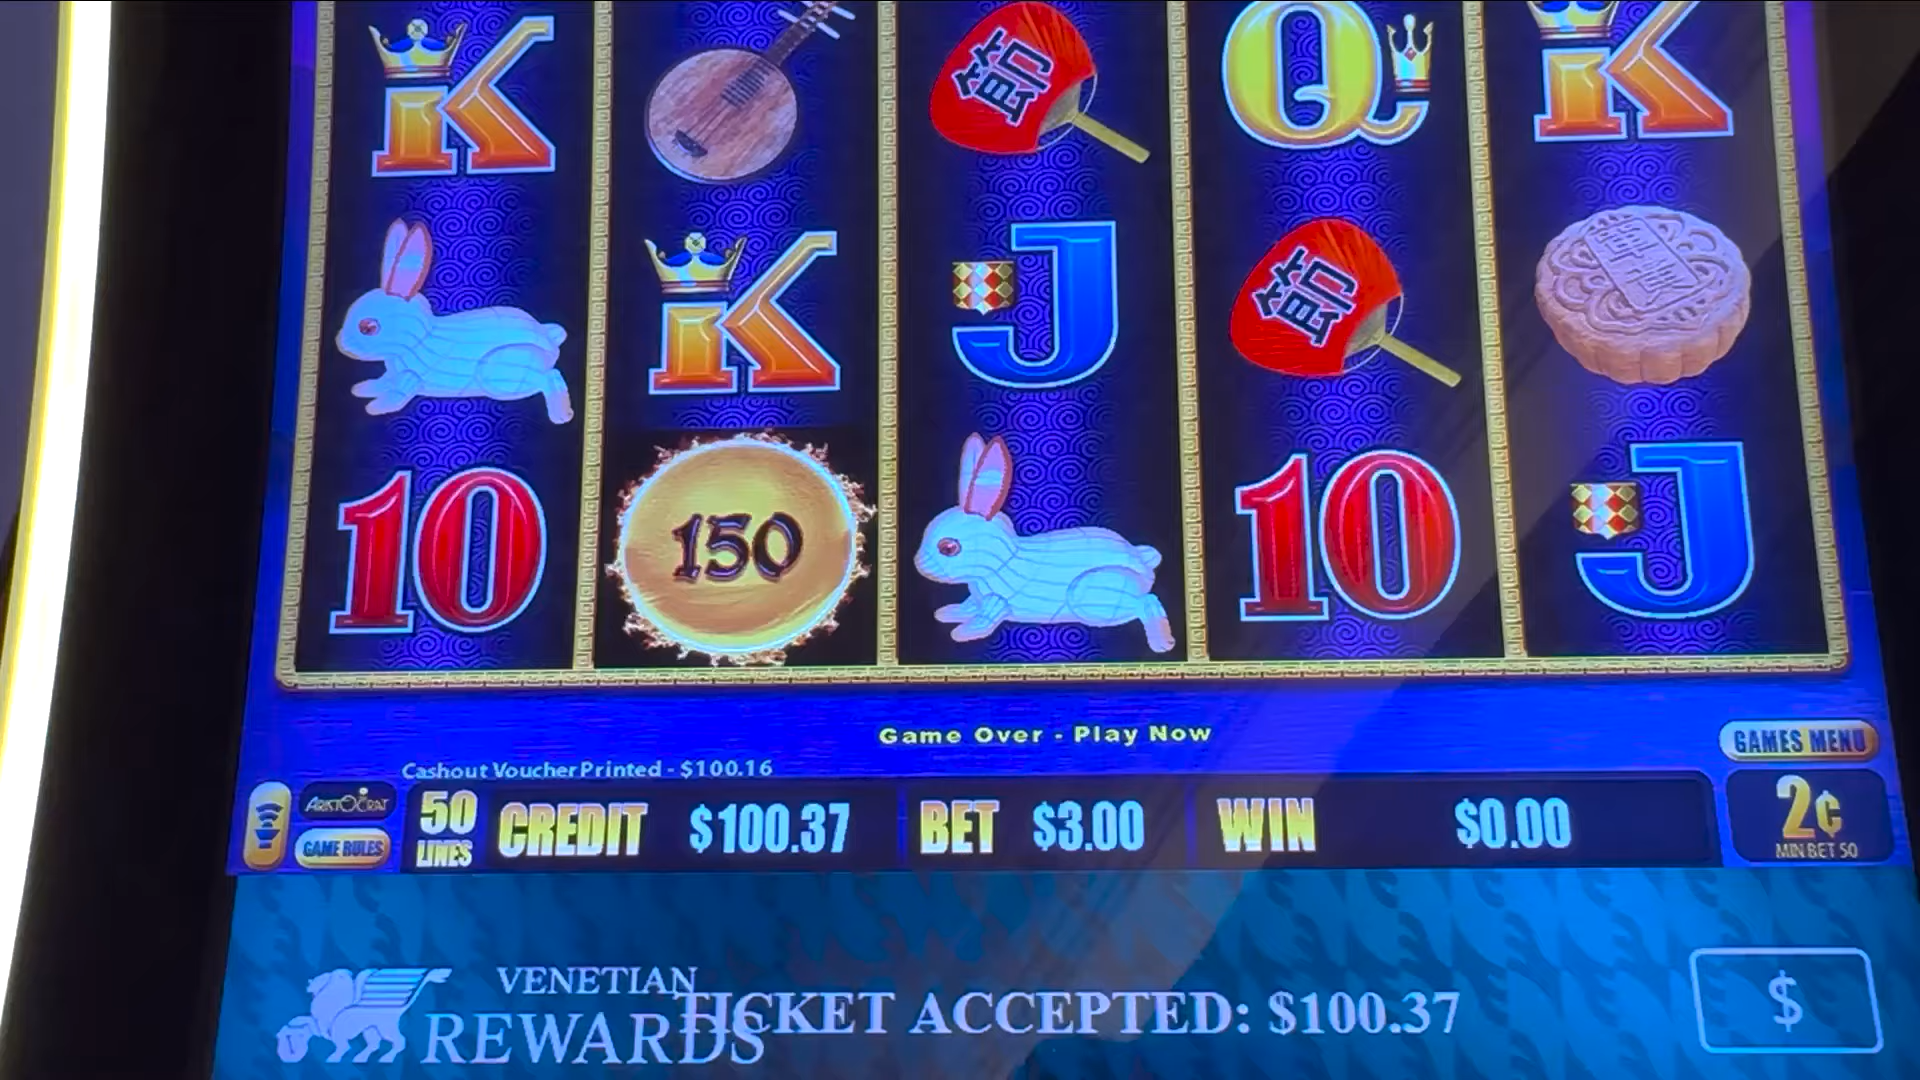 K
Q
K
節
K
J
節
10
150
10
J
Game Over - Play Now
GAMES MENU
Cashout Voucher Printed - $100.16
ARISTOCRAT
GAME RULES
50
LINES
CREDIT $100.37
BET $3.00
WIN $0.00
2¢
MIN BET 50
VENETIAN
REWARDS
TICKET ACCEPTED: $100.37
$